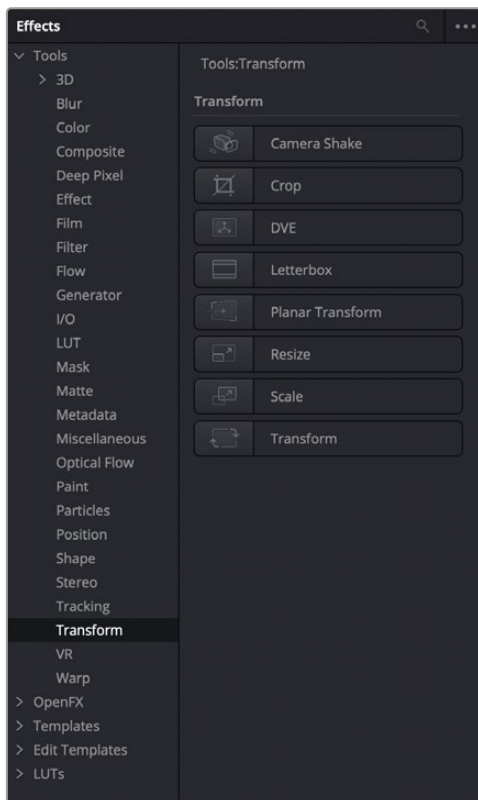 Effects
Tools
3D
Blur
Color
Composite
Deep Pixel
Effect
Film
Filter
Flow
Generator
I/O
LUT
Mask
Matte
Metadata
Miscellaneous
Optical Flow
Paint
Particles
Position
Shape
Stereo
Tracking
Transform
VR
Warp
OpenFX
Templates
Edit Templates
LUTs
Tools:Transform
Transform
Camera Shake
Crop
DVE
Letterbox
Planar Transform
Resize
Scale
Transform